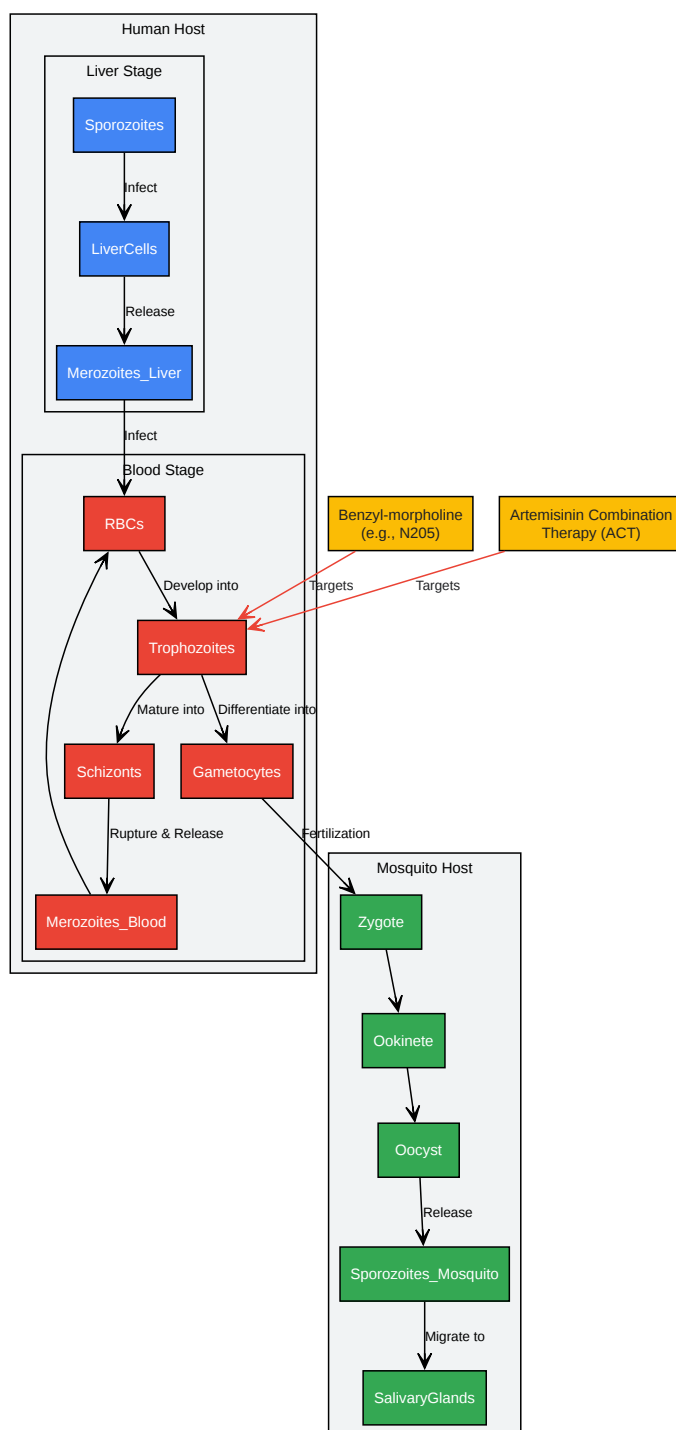 Human Host
Liver Stage
Sporozoites
Infect
LiverCells
Release
Merozoites_Liver
Infect
Blood Stage
RBCs
Benzyl-morpholine
(e.g., N205)
Artemisinin Combination
Therapy (ACT)
Develop into
Targets
Targets
Trophozoites
Mature into
Differentiate into
Schizonts
Gametocytes
Rupture & Release
Fertilization
Merozoites_Blood
Mosquito Host
Zygote
Ookinete
Oocyst
Release
Sporozoites_Mosquito
Migrate to
SalivaryGlands